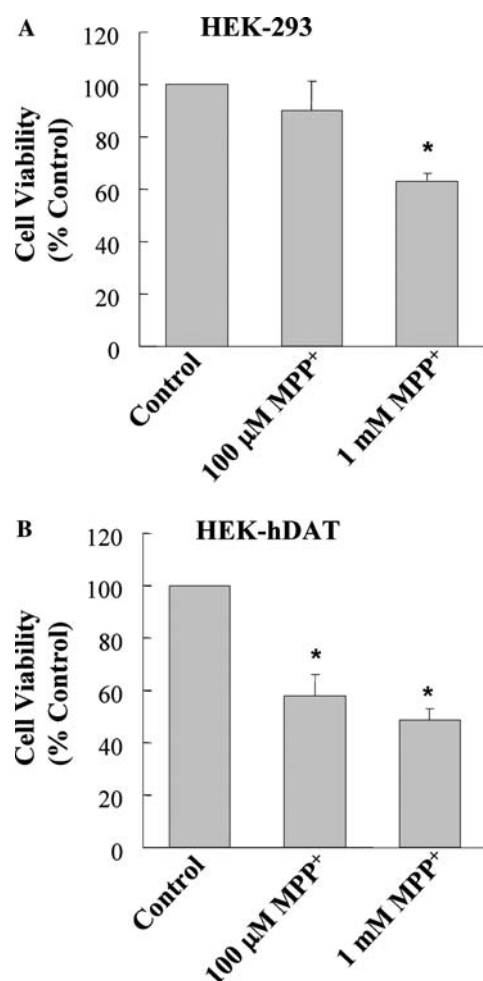 A
HEK-293
Cell Viability
(% Control)
120
100
80
60
40
20
0
*
Control
100 µM MPP⁺
1 mM MPP⁺
B
HEK-hDAT
Cell Viability
(% Control)
120
100
80
60
40
20
0
*
*
Control
100 µM MPP⁺
1 mM MPP⁺